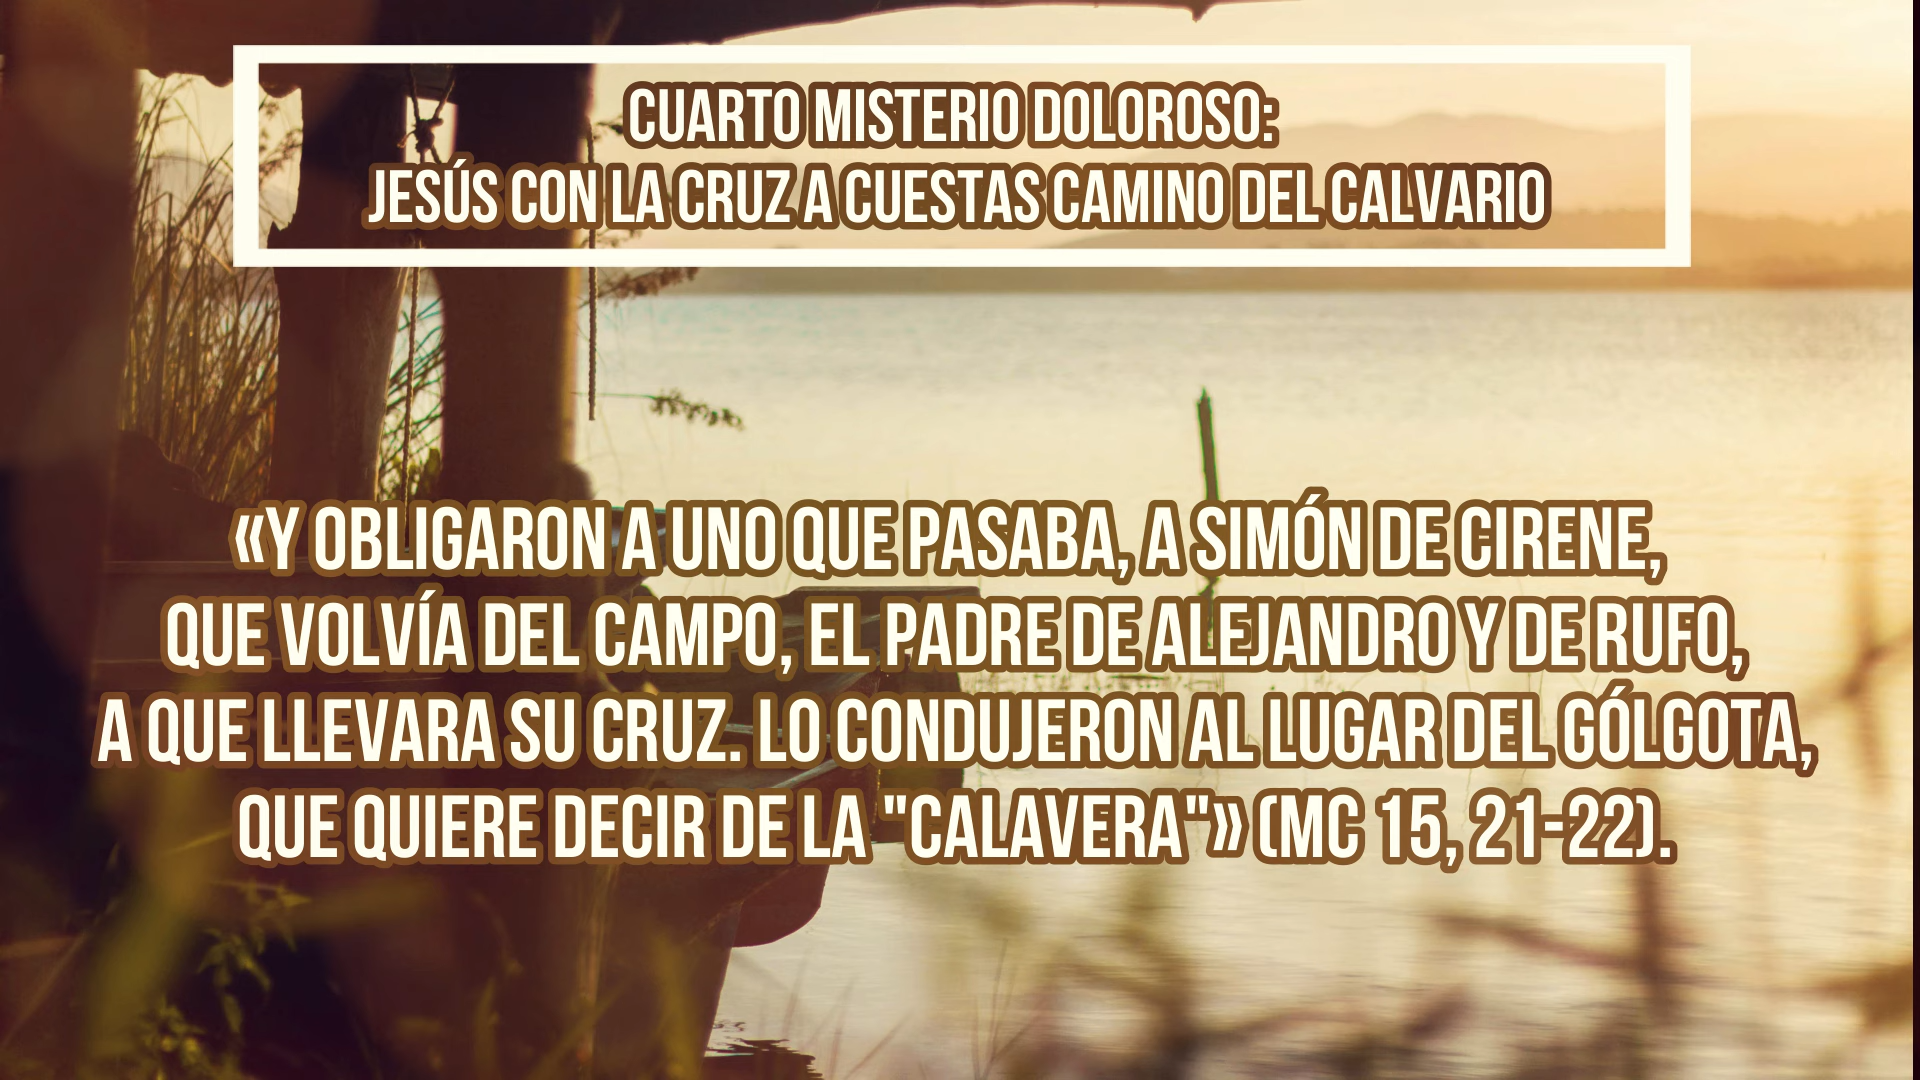 CUARTO MISTERIO DOLOROSO:
JESÚS CON LA CRUZ A CUESTAS CAMINO DEL CALVARIO
«Y OBLIGARON A UNO QUE PASABA, A SIMÓN DE CIRENE,
QUE VOLVÍA DEL CAMPO, EL PADRE DE ALEJANDRO Y DE RUFO,
A QUE LLEVARA SU CRUZ. LO CONDUJERON AL LUGAR DEL GÓLGOTA,
QUE QUIERE DECIR DE LA "CALAVERA"» (MC 15, 21-22).